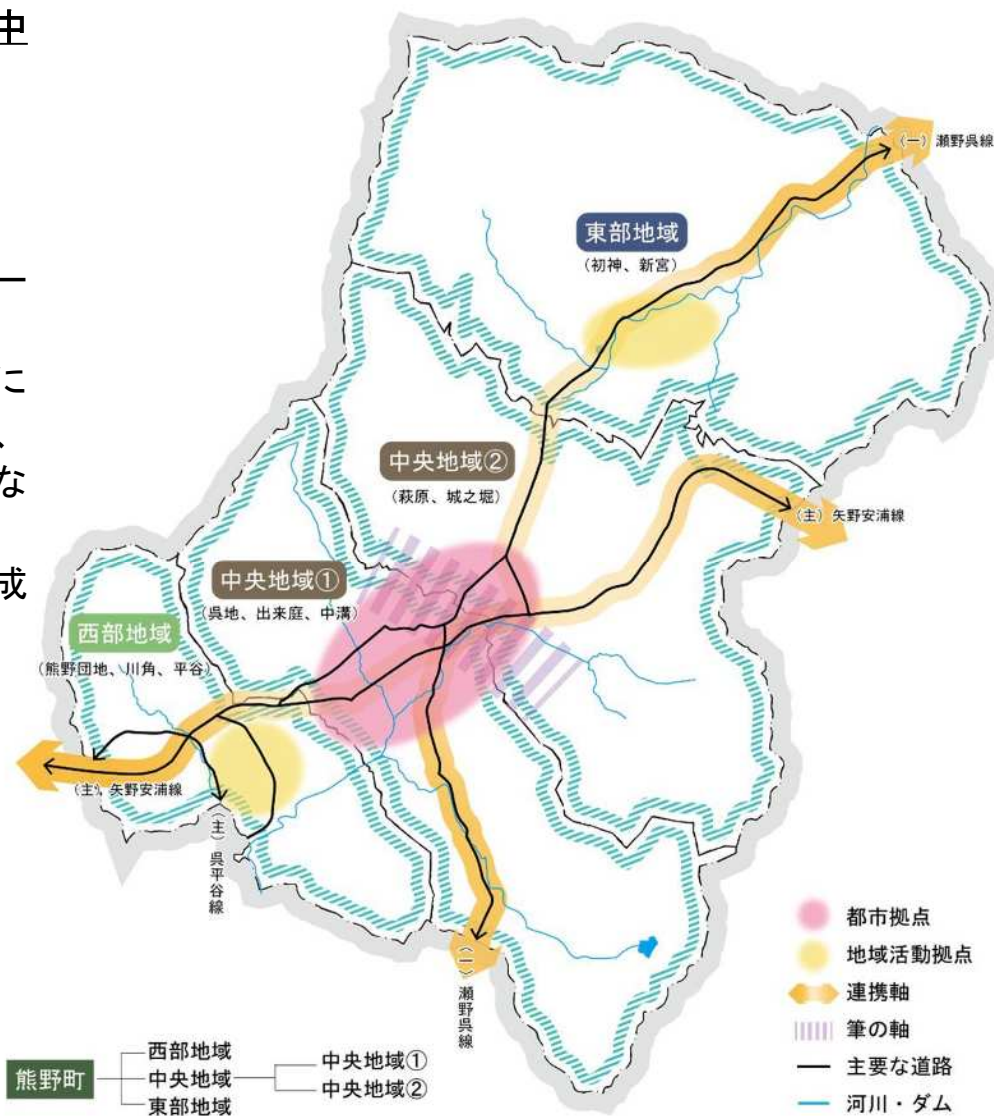 中
ー
に
、
な
成
(一) 瀬野呉線
東部地域
(初神、新宮)
中央地域②
(萩原、城之堀)
(主) 矢野安浦線
中央地域①
(呉地、出来庭、中溝)
西部地域
(熊野団地、川角、平谷)
(主) 矢野安浦線
(主) 呉平谷線
(一) 瀬野呉線
都市拠点
地域活動拠点
連携軸
筆の軸
主要な道路
河川・ダム
熊野町
西部地域
中央地域
東部地域
中央地域①
中央地域②